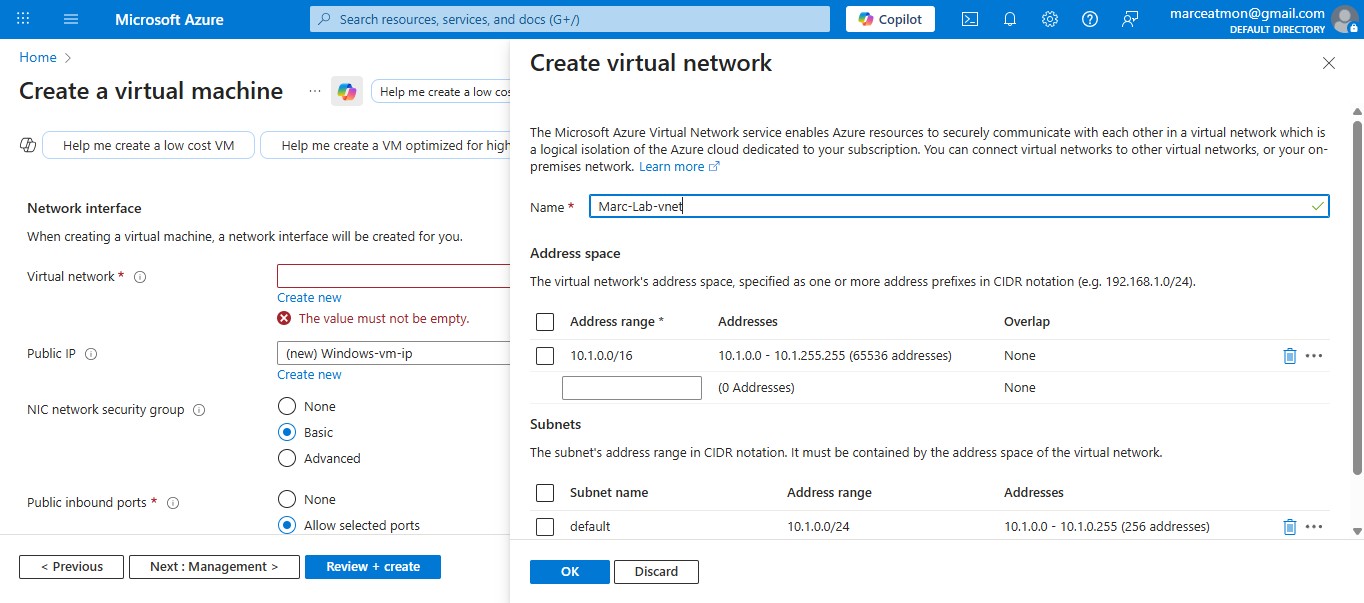 Microsoft Azure
Search resources, services, and docs (G+/)
Copilot
marceatmon@gmail.com
DEFAULT DIRECTORY
Home >
Create a virtual machine
...
Help me create a low cos
Help me create a low cost VM
Help me create a VM optimized for high
Network interface
When creating a virtual machine, a network interface will be created for you.
Virtual network *
Create new
The value must not be empty.
Public IP
(new) Windows-vm-ip
Create new
NIC network security group
None
Basic
Advanced
Public inbound ports *
None
Allow selected ports
< Previous
Next : Management >
Review + create
Create virtual network
The Microsoft Azure Virtual Network service enables Azure resources to securely communicate with each other in a virtual network which is
a logical isolation of the Azure cloud dedicated to your subscription. You can connect virtual networks to other virtual networks, or your on-
premises network. Learn more
Name * Marc-Lab-vnet
Address space
The virtual network's address space, specified as one or more address prefixes in CIDR notation (e.g. 192.168.1.0/24).
Address range * Addresses Overlap
10.1.0.0/16 10.1.0.0 - 10.1.255.255 (65536 addresses) None
(0 Addresses) None
Subnets
The subnet's address range in CIDR notation. It must be contained by the address space of the virtual network.
Subnet name Address range Addresses
default 10.1.0.0/24 10.1.0.0 - 10.1.0.255 (256 addresses)
OK
Discard